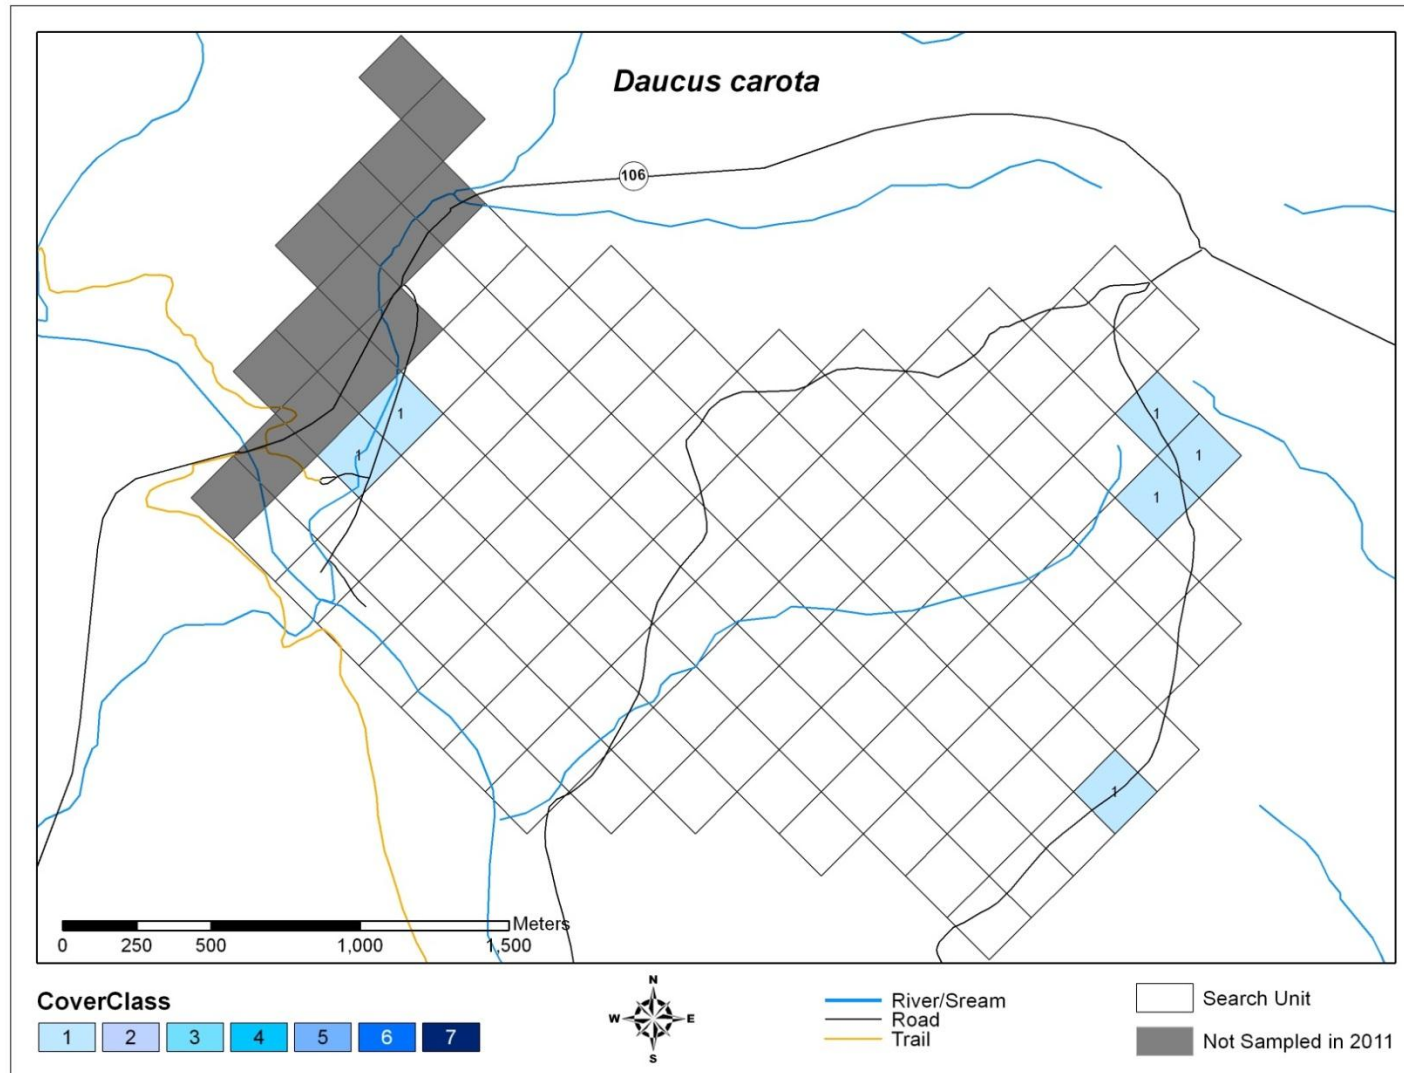 Daucus carota
106
1
1
1
1
1
1
Meters
0 250 500 1,000 1,500
CoverClass
1 2 3 4 5 6 7
N
W E
S
River/Sream
Road
Trail
Search Unit
Not Sampled in 2011